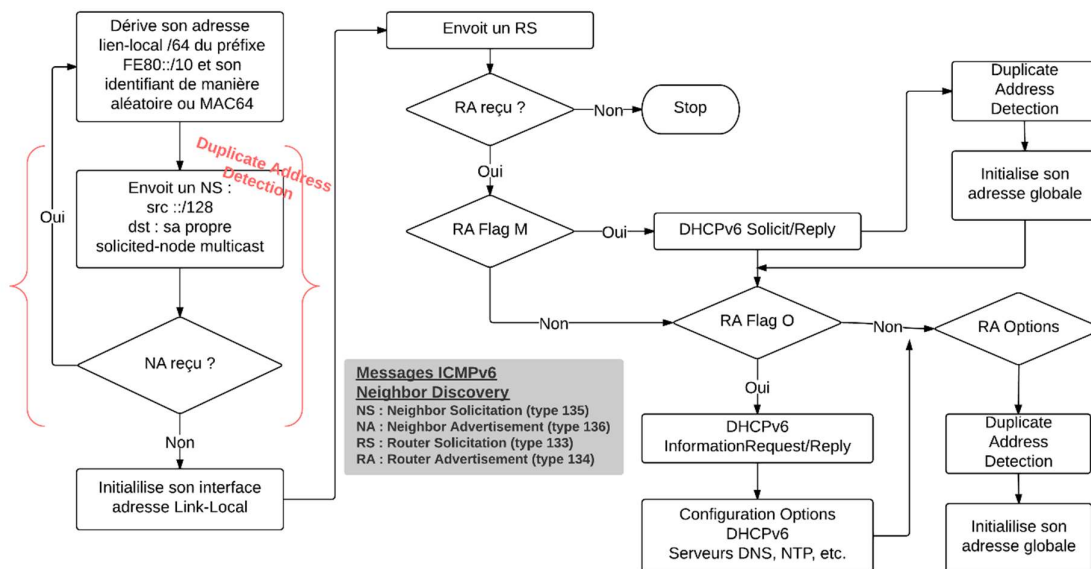 Dérive son adresse
lien-local /64 du préfixe
FE80::/10 et son
identifiant de manière
aléatoire ou MAC64
Duplicate Address
Detection
Envoit un NS :
src ::/128
dst : sa propre
solicited-node multicast
Oui
NA reçu ?
Non
Initialilise son interface
adresse Link-Local
Envoit un RS
RA reçu ?
Non
Stop
Oui
RA Flag M
Oui
DHCPv6 Solicit/Reply
Duplicate
Address
Detection
Initialise son
adresse globale
Non
RA Flag O
Non
RA Options
Oui
DHCPv6
InformationRequest/Reply
Configuration Options
DHCPv6
Serveurs DNS, NTP, etc.
Duplicate
Address
Detection
Initialilise son
adresse globale
Messages ICMPv6
Neighbor Discovery
NS : Neighbor Solicitation (type 135)
NA : Neighbor Advertisement (type 136)
RS : Router Solicitation (type 133)
RA : Router Advertisement (type 134)